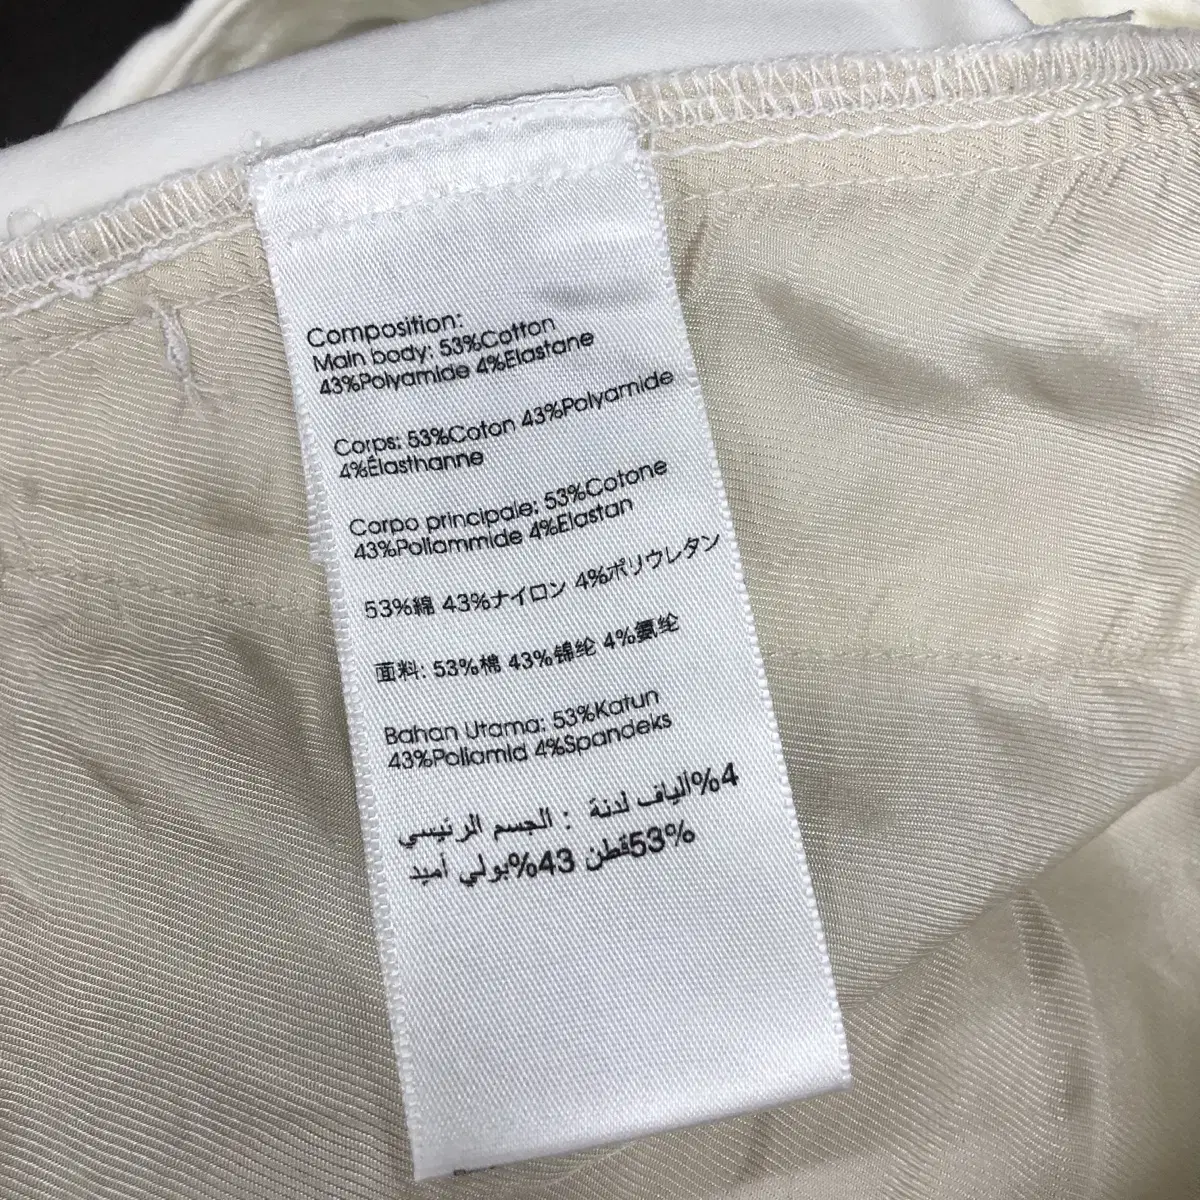 Composition:
Main body: 53%Cotton
43%Polyamide 4%Elastane
Corps: 53%Coton 43%Polyamide
4%Élasthanne
Corpo principale: 53%Cotone
43%Poliammide 4%Elastan
53%綿 43%ナイロン 4%ポリウレタン
面料: 53%棉 43%锦纶 4%氨纶
Bahan Utama: 53%Katun
43%Poliamid 4%Spandeks
الجسم الرئيسي : 4%ألياف لدنة
53%قطن 43%بولي أميد